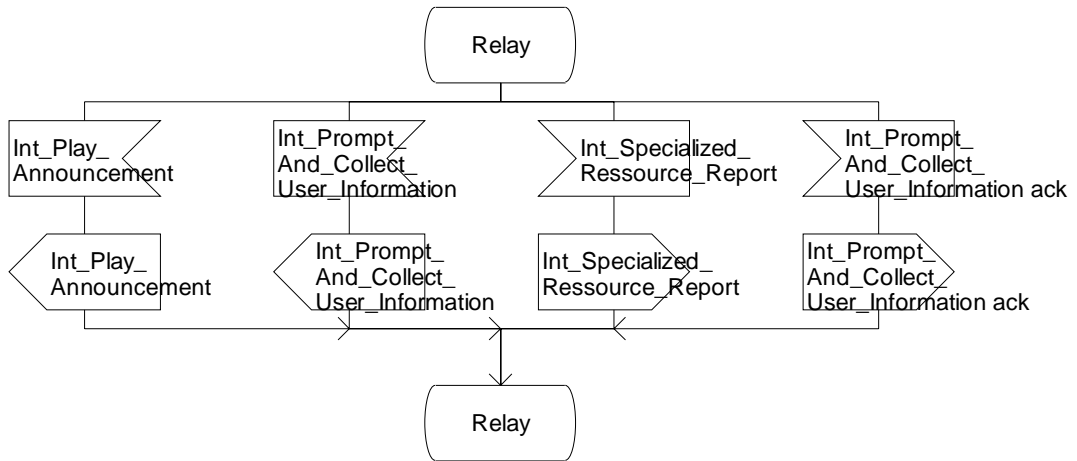 Relay
Int_Play_
Announcement
Int_Prompt_
And_Collect_
User_Information
Int_Specialized_
Ressource_Report
Int_Prompt_
And_Collect_
User_Information ack
Int_Play_
Announcement
Int_Prompt_
And_Collect_
User_Information
Int_Specialized_
Ressource_Report
Int_Prompt_
And_Collect_
User_Information ack
Relay